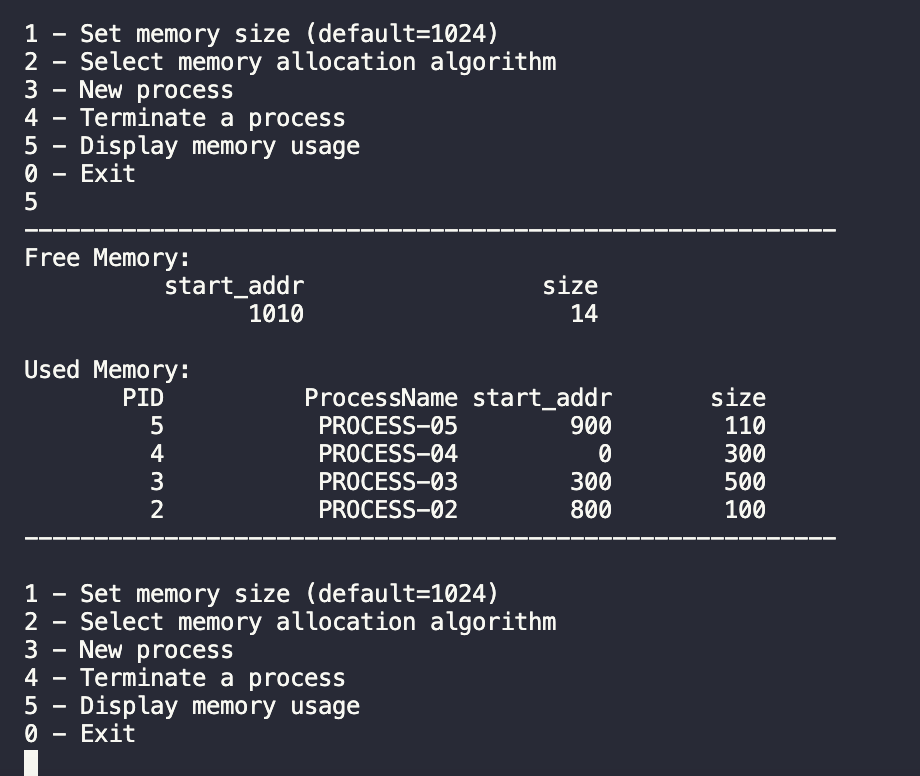 1 – Set memory size (default=1024)
2 – Select memory allocation algorithm
3 – New process
4 – Terminate a process
5 – Display memory usage
0 – Exit
5
----------------------------------------------------------
Free Memory:
          start_addr                 size
                1010                   14

Used Memory:
       PID          ProcessName start_addr       size
         5           PROCESS–05        900        110
         4           PROCESS–04          0        300
         3           PROCESS–03        300        500
         2           PROCESS–02        800        100
----------------------------------------------------------

1 – Set memory size (default=1024)
2 – Select memory allocation algorithm
3 – New process
4 – Terminate a process
5 – Display memory usage
0 – Exit